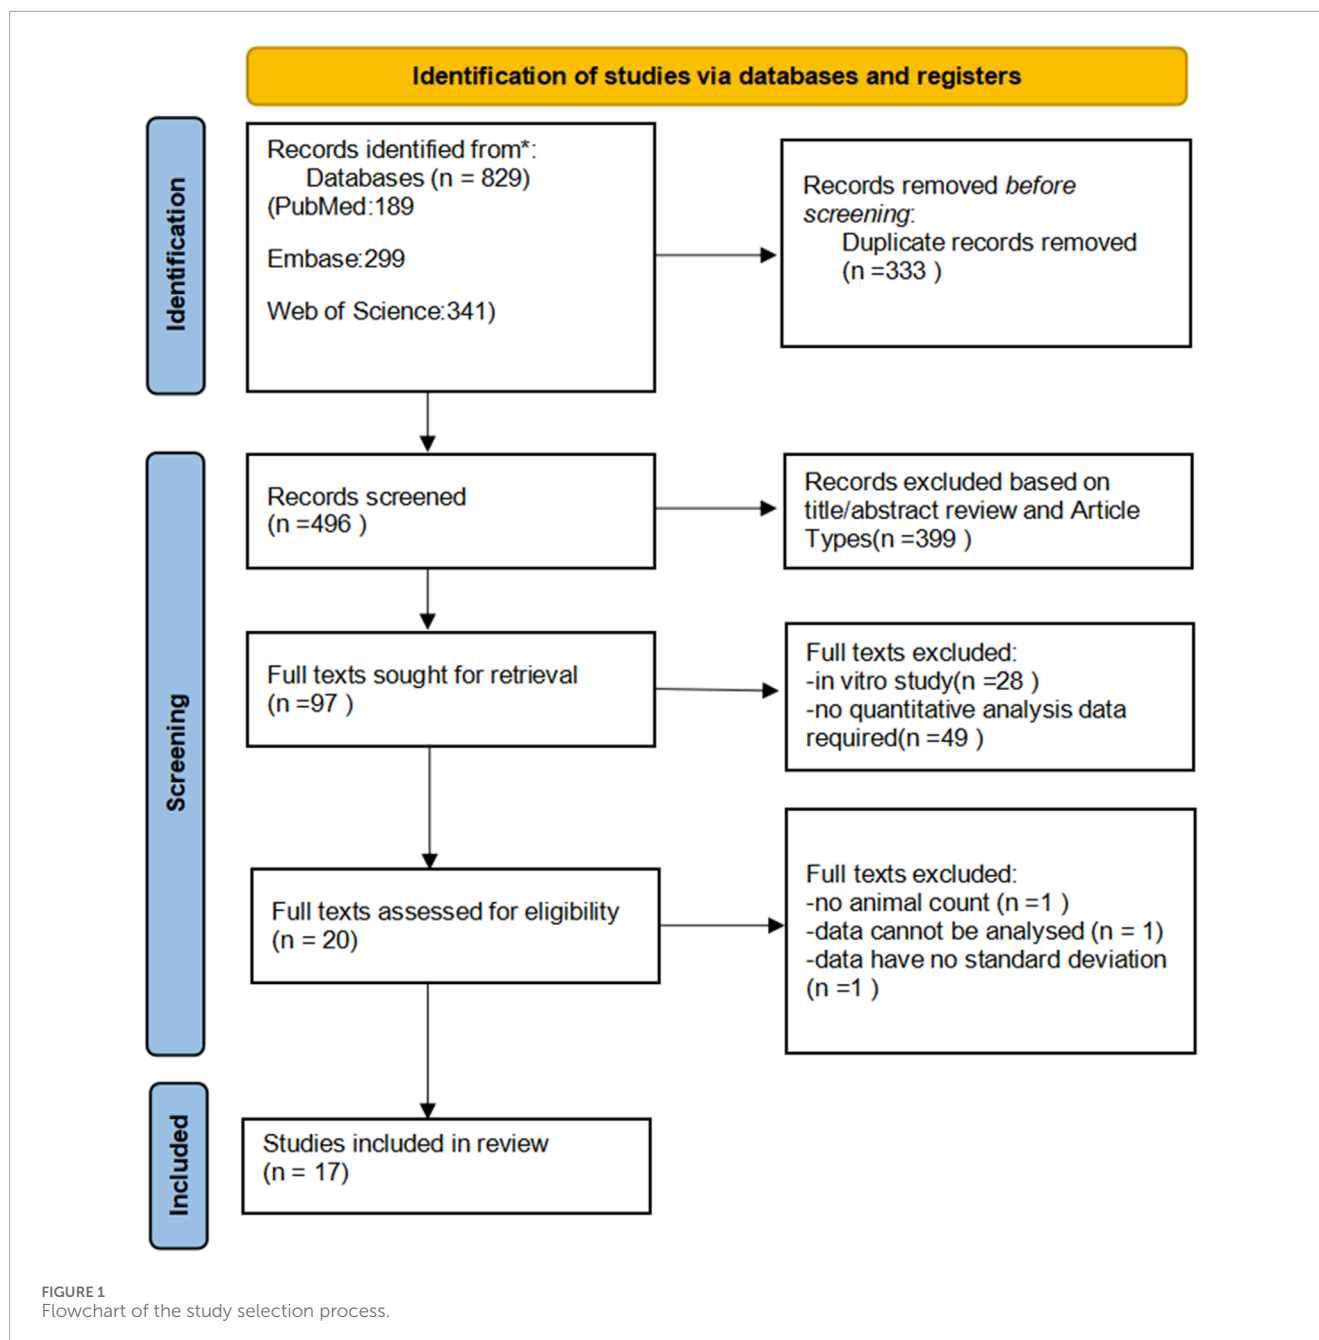 Identification of studies via databases and registers
Identification
Records identified from*:
Databases (n = 829)
(PubMed:189
Embase:299
Web of Science:341)
Records removed before
screening:
Duplicate records removed
(n =333 )
Screening
Records screened
(n =496 )
Records excluded based on
title/abstract review and Article
Types(n =399 )
Full texts sought for retrieval
(n =97 )
Full texts excluded:
-in vitro study(n =28 )
-no quantitative analysis data
required(n =49 )
Full texts assessed for eligibility
(n = 20)
Full texts excluded:
-no animal count (n =1 )
-data cannot be analysed (n = 1)
-data have no standard deviation
(n =1 )
Included
Studies included in review
(n = 17)
FIGURE 1
Flowchart of the study selection process.